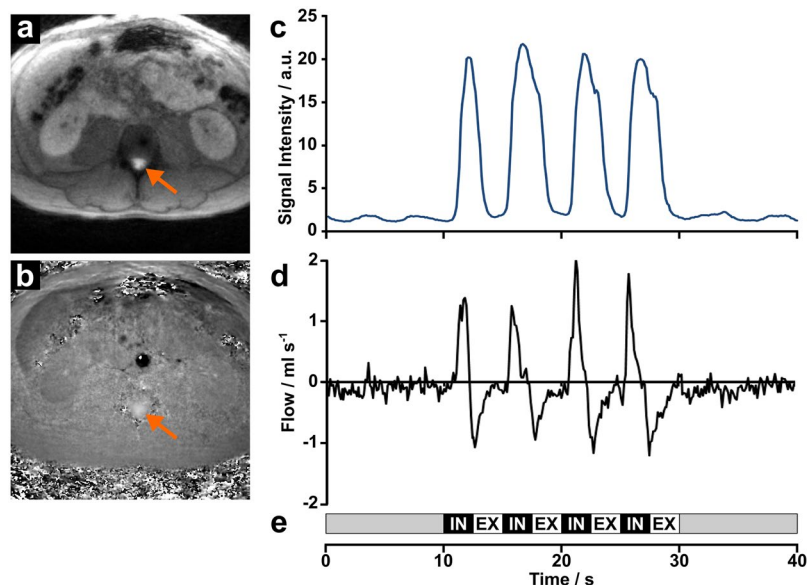 a
b
c
Signal Intensity / a.u.
25
20
15
10
5
0
d
Flow / ml s⁻¹
2
1
0
-1
-2
e
IN EX IN EX IN EX IN EX
0 10 20 30 40
Time / s